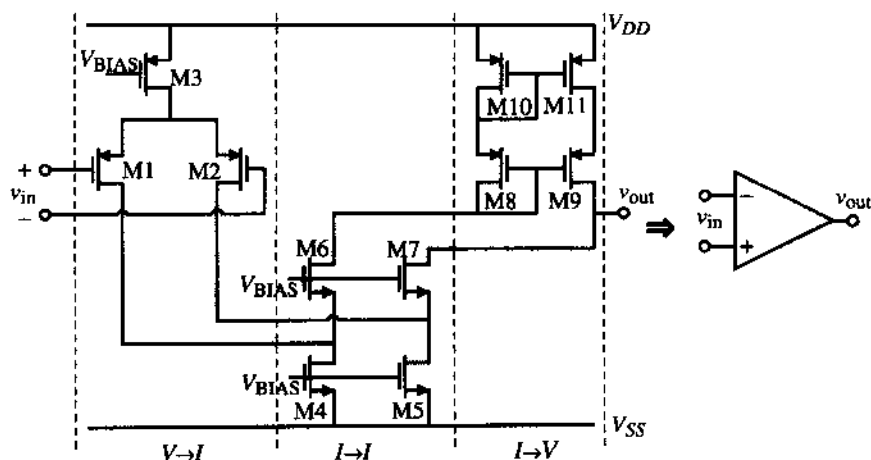 V_DD
V_BIAS
M3
M10
M11
+
v_in
−
M1
M2
M8
M9
v_out
⇒
−
v_in
+
v_out
M6
M7
V_BIAS
V_BIAS
M4
M5
V_SS
V→I
I→I
I→V